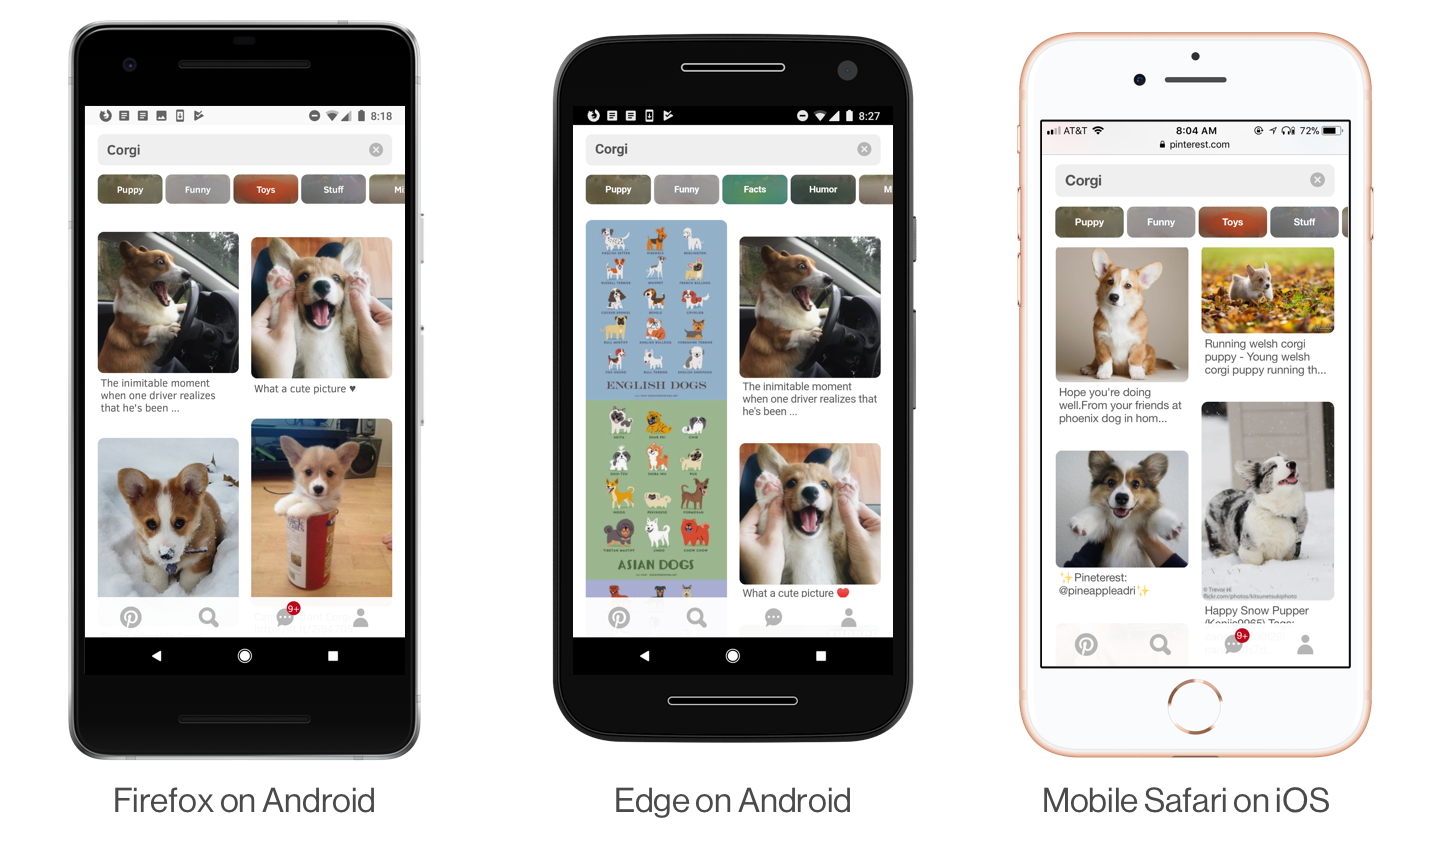 8:18
Corgi
Puppy
Funny
Toys
Stuff
The inimitable moment
when one driver realizes
that he's been ...
What a cute picture ♥
9+
Firefox on Android
8:27
Corgi
Puppy
Funny
Facts
Humor
M
ENGLISH DOGS
ASIAN DOGS
The inimitable moment
when one driver realizes that
he's been ...
What a cute picture ❤️
Edge on Android
AT&T
8:04 AM
72%
pinterest.com
Corgi
Puppy
Funny
Toys
Stuff
Hope you're doing
well.From your friends at
phoenix dog in hom...
✨ Pineterest:
@pineappleadri✨
Running welsh corgi
puppy - Young welsh
corgi puppy running th...
Happy Snow Pupper
9+
Mobile Safari on iOS